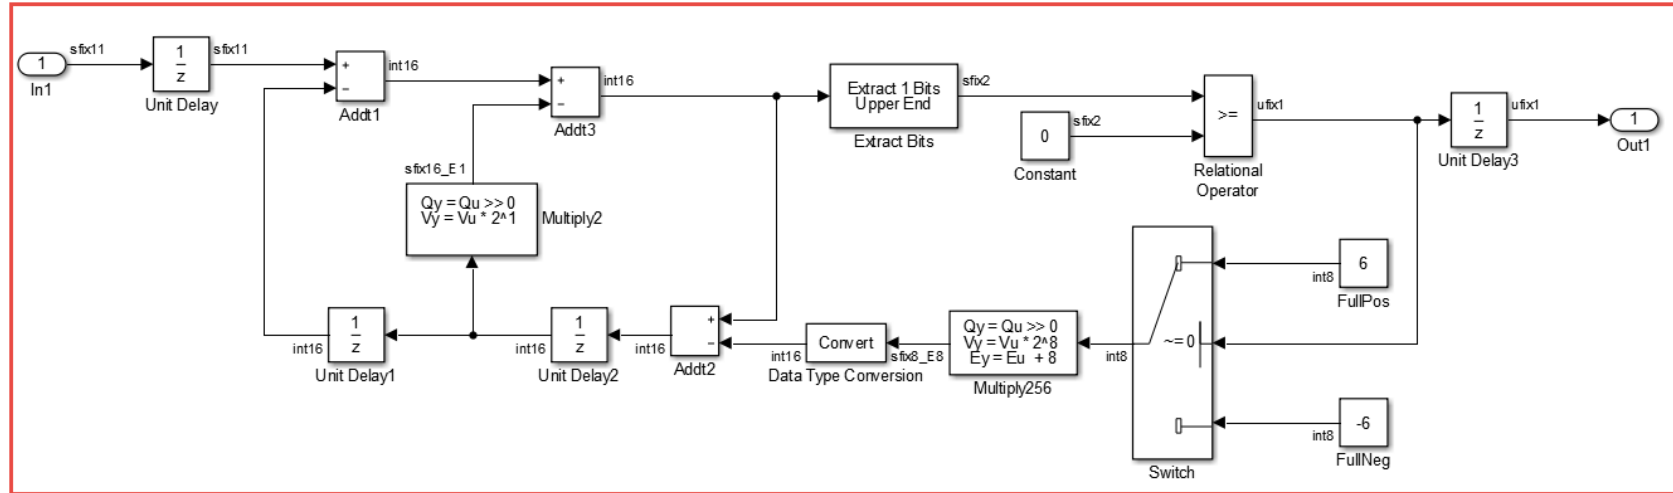 1
In1
sfix11
1
z
Unit Delay
sfix11
+
−
Addt1
int16
+
−
Addt3
int16
Extract 1 Bits
Upper End
Extract Bits
sfix2
0
Constant
sfix2
>=
Relational
Operator
ufix1
1
z
Unit Delay3
ufix1
1
Out1
sfix16_E1
Qy = Qu >> 0
Vy = Vu * 2^1
Multiply2
1
z
int16
Unit Delay1
1
z
int16
Unit Delay2
+
−
int16
Addt2
Convert
int16
Data Type Conversion
Qy = Qu >> 0
Vy = Vu * 2^8
Ey = Eu + 8
sfix8_E8
Multiply256
~= 0
int8
Switch
6
int8
FullPos
-6
int8
FullNeg